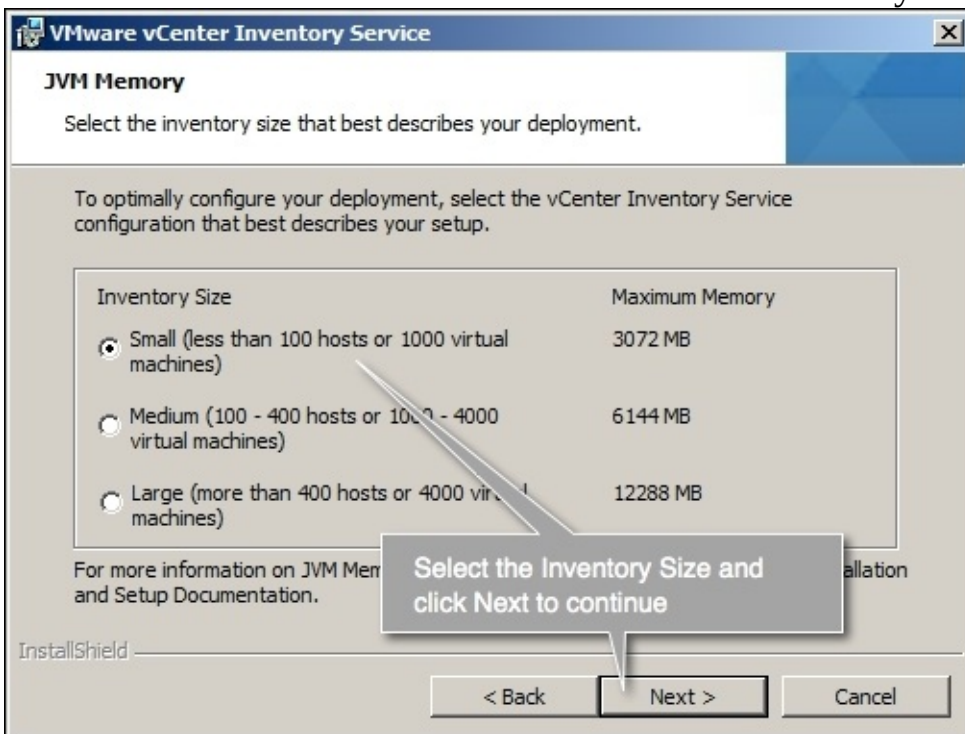 VMware vCenter Inventory Service
JVM Memory
Select the inventory size that best describes your deployment.
To optimally configure your deployment, select the vCenter Inventory Service
configuration that best describes your setup.
Inventory Size Maximum Memory
Small (less than 100 hosts or 1000 virtual 3072 MB
machines)
Medium (100 - 400 hosts or 1000 - 4000 6144 MB
virtual machines)
Large (more than 400 hosts or 4000 virtual 12288 MB
machines)
For more information on JVM Mem
and Setup Documentation.
Select the Inventory Size and
click Next to continue
InstallShield
< Back Next > Cancel